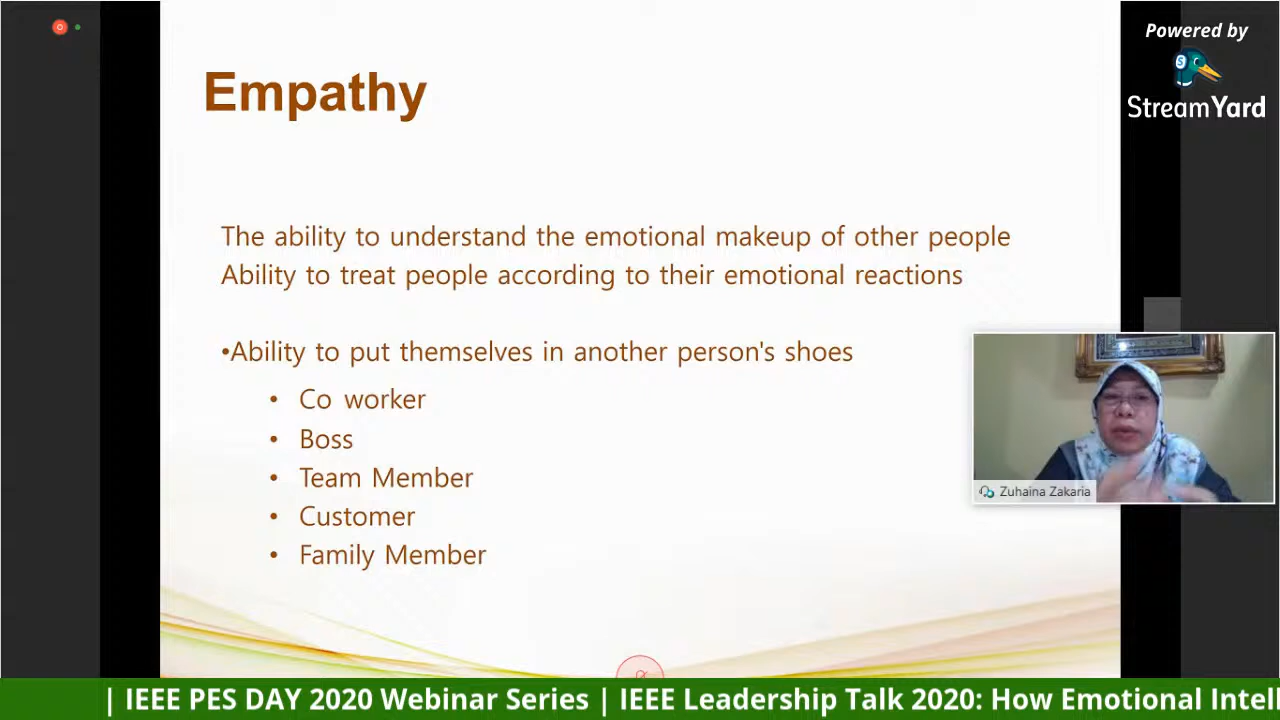 Powered by
StreamYard
Empathy
The ability to understand the emotional makeup of other people
Ability to treat people according to their emotional reactions
•Ability to put themselves in another person's shoes
• Co worker
• Boss
• Team Member
• Customer
• Family Member
Zuhaina Zakaria
| IEEE PES DAY 2020 Webinar Series | IEEE Leadership Talk 2020: How Emotional Intel